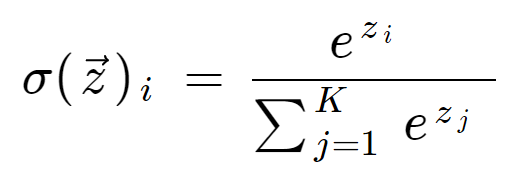 σ(z⃗)ᵢ = e^{zᵢ} / ∑_{j=1}^{K} e^{zⱼ}